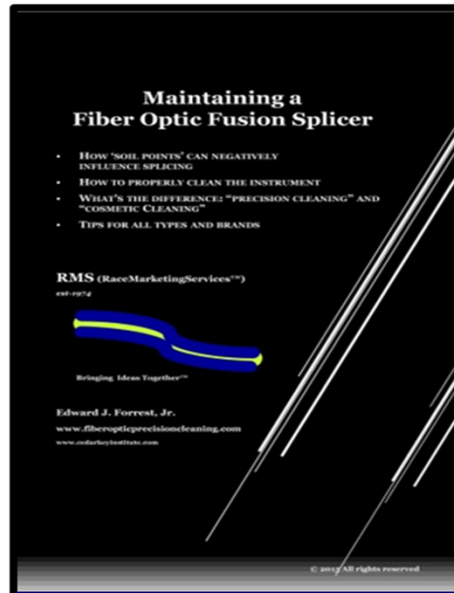 Maintaining a
Fiber Optic Fusion Splicer
• How 'soil points' can negatively
influence splicing
• How to properly clean the instrument
• What's the difference: "precision cleaning" and
"cosmetic Cleaning"
• Tips for all types and brands
RMS (RaceMarketingServices™)
est-1974
Bringing Ideas Together™
Edward J. Forrest, Jr.
www.fiberopticprecisioncleaning.com
www.cedarkeyinstitute.com
© 2015 All rights reserved